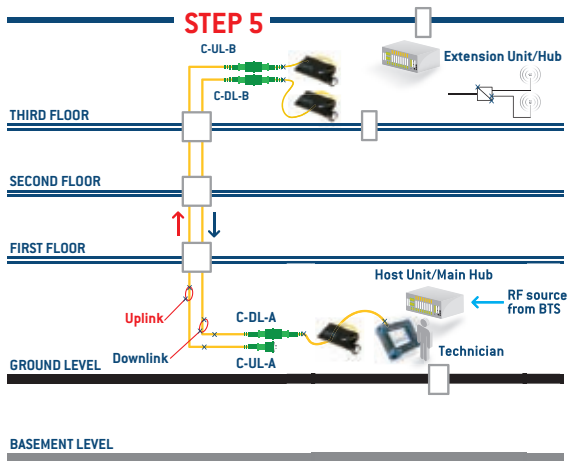 STEP 5
C-UL-B
Extension Unit/Hub
C-DL-B
THIRD FLOOR
SECOND FLOOR
FIRST FLOOR
Host Unit/Main Hub
RF source
from BTS
Uplink
C-DL-A
Downlink
Technician
C-UL-A
GROUND LEVEL
BASEMENT LEVEL